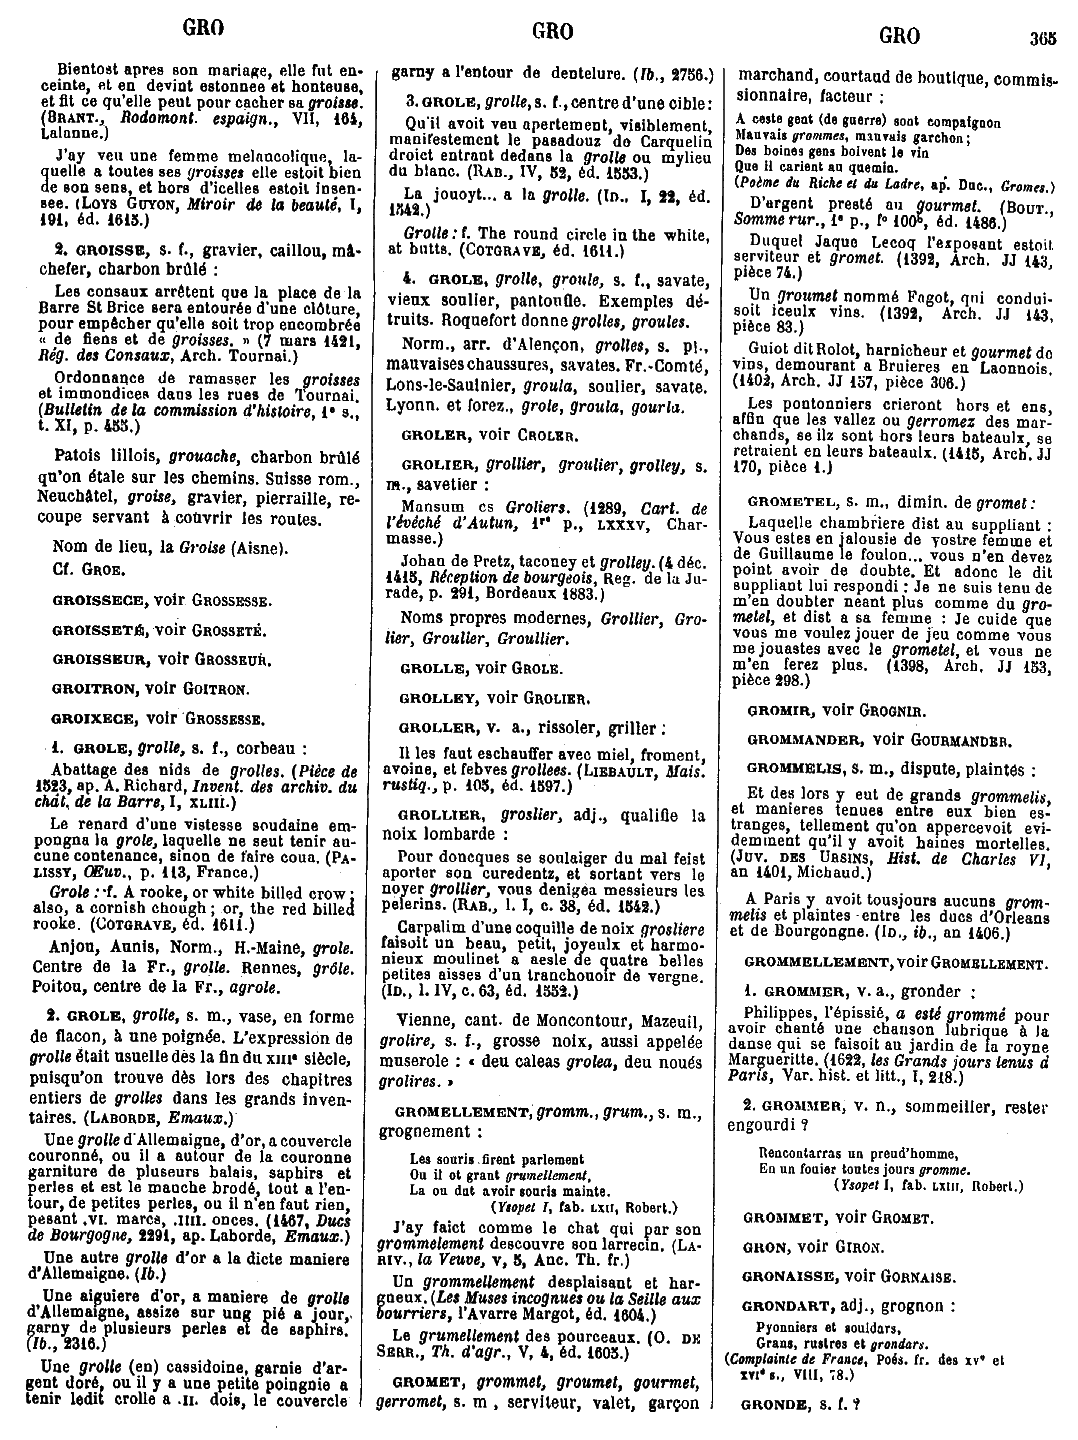 GRO
Bientost apres son mariage, elle fut en-
ceinte, et en devint estonnee et honteuse,
et fit ce qu'elle peut pour cacher sa groisse.
(BRANT., Rodomont. espaign., VII, 164,
Lalanne.)
J'ay veu une femme melancolique, la-
quelle a toutes ses groisses elle estoit bien
de son sens, et hors d'icelles estoit insen-
see. (LOYS GUYON, Miroir de la beauté, I,
191, éd. 1615.)
2. GROISSE, s. f., gravier, caillou, mâ-
chefer, charbon brûlé :
Les consaux arrêtent que la place de la
Barre St Brice sera entourée d'une clôture,
pour empêcher qu'elle soit trop encombrée
« de fiens et de groisses. » (7 mars 1421,
Rég. des Consaux, Arch. Tournai.)
Ordonnance de ramasser les groisses
et immondices dans les rues de Tournai.
(Bulletin de la commission d'histoire, 1e s.,
t. XI, p. 455.)
Patois lillois, grouache, charbon brûlé
qu'on étale sur les chemins. Suisse rom.,
Neuchâtel, groise, gravier, pierraille, re-
coupe servant à couvrir les routes.
Nom de lieu, la Groise (Aisne).
Cf. GROE.
GROISSECE, voir GROSSESSE.
GROISSETÉ, voir GROSSETÉ.
GROISSEUR, voir GROSSEUR.
GROITRON, voir GOITRON.
GROIXECE, voir GROSSESSE.
1. GROLE, grolle, s. f., corbeau :
Abattage des nids de grolles. (Pièce de
1523, ap. A. Richard, Invent. des archiv. du
chât. de la Barre, I, XLIII.)
Le renard d'une vistesse soudaine em-
pongna la grole, laquelle ne seut tenir au-
cune contenance, sinon de faire coua. (PA-
LISSY, Œuv., p. 113, France.)
Grole : f. A rooke, or white billed crow ;
also, a cornish chough ; or, the red billed
rooke. (COTGRAVE, éd. 1611.)
Anjou, Aunis, Norm., H.-Maine, grole.
Centre de la Fr., grolle. Rennes, grôle.
Poitou, centre de la Fr., agrole.
2. GROLE, grolle, s. m., vase, en forme
de flacon, à une poignée. L'expression de
grolle était usuelle dès la fin du XIIIe siècle,
puisqu'on trouve dès lors des chapitres
entiers de grolles dans les grands inven-
taires. (LABORDE, Emaux.)
Une grolle d'Allemaigne, d'or, a couvercle
couronné, ou il a autour de la couronne
garniture de pluseurs balais, saphirs et
perles et est le manche brodé, tout a l'en-
tour, de petites perles, ou il n'en faut rien,
pesant .VI. marcs, .IIII. onces. (1467, Ducs
de Bourgogne, 2291, ap. Laborde, Emaux.)
Une autre grolle d'or a la dicte maniere
d'Allemaigne. (Ib.)
Une aiguiere d'or, a maniere de grolle
d'Allemaigne, assize sur ung pié a jour,
garny de plusieurs perles et de saphirs.
(Ib., 2316.)
Une grolle (en) cassidoine, garnie d'ar-
gent doré, ou il y a une petite poingnie a
tenir ledit crolle a .II. dois, le couvercle
GRO
garny a l'entour de dentelure. (Ib., 2756.)
3. GROLE, grolle, s. f., centre d'une cible :
Qu'il avoit veu apertement, visiblement,
manifestement le pasadouz de Carquelin
droict entrant dedans la grolle ou mylieu
du blanc. (RAB., IV, 52, éd. 1553.)
La jouoyt... a la grolle. (ID., I, 22, éd.
1542.)
Grolle : f. The round circle in the white,
at butts. (COTGRAVE, éd. 1611.)
4. GROLE, grolle, groule, s. f., savate,
vieux soulier, pantoufle. Exemples dé-
truits. Roquefort donne grolles, groules.
Norm., arr. d'Alençon, grolles, s. pl.,
mauvaises chaussures, savates. Fr.-Comté,
Lons-le-Saulnier, groula, soulier, savate.
Lyonn. et forez., grole, groula, gourla.
GROLER, voir CROLER.
GROLIER, grollier, groulier, grolley, s.
m., savetier :
Mansum cs Groliers. (1289, Cart. de
l'évéché d'Autun, 1re p., LXXXV, Char-
masse.)
Johan de Pretz, taconey et grolley. (4 déc.
1415, Réception de bourgeois, Reg. de la Ju-
rade, p. 291, Bordeaux 1883.)
Noms propres modernes, Grollier, Gro-
lier, Groulier, Groullier.
GROLLE, voir GROLE.
GROLLEY, voir GROLIER.
GROLLER, v. a., rissoler, griller :
Il les faut eschauffer avec miel, froment,
avoine, et febves grollees. (LIEBAULT, Mais.
rustiq., p. 105, éd. 1597.)
GROLLIER, groslier, adj., qualifie la
noix lombarde :
Pour doncques se soulaiger du mal feist
aporter son curedentz, et sortant vers le
noyer grollier, vous denigea messieurs les
pelerins. (RAB., l. I, c. 38, éd. 1542.)
Carpalim d'une coquille de noix grosliere
faisoit un beau, petit, joyeulx et harmo-
nieux moulinet a aesle de quatre belles
petites aisses d'un tranchouoir de vergne.
(ID., l. IV, c. 63, éd. 1552.)
Vienne, cant. de Moncontour, Mazeuil,
grolire, s. f., grosse noix, aussi appelée
muserole : « deu caleas grolea, deu noués
grolires. »
GROMELLEMENT, gromm., grum., s. m.,
grognement :
Les souris firent parlement
Ou il ot grant grumellement,
La ou dut avoir souris mainte.
(Ysopet I, fab. LXII, Robert.)
J'ay faict comme le chat qui par son
grommelement descouvre son larrecin. (LA-
RIV., la Veuve, V, 5, Anc. Th. fr.)
Un grommellement desplaisant et har-
gneux. (Les Muses incognues ou la Seille aux
bourriers, l'Avarre Margot, éd. 1604.)
Le grumellement des pourceaux. (O. DE
SERR., Th. d'agr., V, 4, éd. 1605.)
GROMET, grommet, groumet, gourmet,
gerromet, s. m , serviteur, valet, garçon
GRO 365
marchand, courtaud de boutique, commis-
sionnaire, facteur :
A ceste gent (de guerre) sont compaignon
Mauvais grommes, mauvais garchon ;
Des boines gens boivent le vin
Que il carient au quemin.
(Poème du Riche et du Ladre, ap. Duc., Gromes.)
D'argent presté au gourmet. (BOUT.,
Somme rur., 1e p., fo 100b, éd. 1486.)
Duquel Jaque Lecoq l'exposant estoit
serviteur et gromet. (1392, Arch. JJ 143,
pièce 74.)
Un groumet nommé Fagot, qui condui-
soit iceulx vins. (1392, Arch. JJ 143,
pièce 83.)
Guiot dit Rolot, harnicheur et gourmet de
vins, demourant a Bruieres en Laonnois.
(1402, Arch. JJ 157, pièce 306.)
Les pontonniers crieront hors et ens,
affin que les vallez ou gerromez des mar-
chands, se ilz sont hors leurs bateaulx, se
retraient en leurs bateaulx. (1415, Arch. JJ
170, pièce 1.)
GROMETEL, s. m., dimin. de gromet :
Laquelle chambriere dist au suppliant :
Vous estes en jalousie de vostre femme et
de Guillaume le foulon... vous n'en devez
point avoir de doubte. Et adonc le dit
suppliant lui respondi : Je ne suis tenu de
m'en doubter neant plus comme du gro-
metel, et dist a sa femme : Je cuide que
vous me voulez jouer de jeu comme vous
me jouastes avec le grometel, et vous ne
m'en ferez plus. (1398, Arch. JJ 153,
pièce 298.)
GROMIR, voir GROGNIR.
GROMMANDER, voir GOURMANDER.
GROMMELIS, s. m., dispute, plaintes :
Et des lors y eut de grands grommelis,
et manieres tenues entre eux bien es-
tranges, tellement qu'on appercevoit evi-
demment qu'il y avoit haines mortelles.
(JUV. DES URSINS, Hist. de Charles VI,
an 1401, Michaud.)
A Paris y avoit tousjours aucuns grom-
melis et plaintes entre les ducs d'Orleans
et de Bourgongne. (ID., ib., an 1406.)
GROMMELLEMENT, voir GROMELLEMENT.
1. GROMMER, v. a., gronder :
Philippes, l'épissié, a esté grommé pour
avoir chanté une chanson lubrique à la
danse qui se faisoit au jardin de la royne
Margueritte. (1622, les Grands jours tenus à
Paris, Var. hist. et litt., I, 218.)
2. GROMMER, v. n., sommeiller, rester
engourdi ?
Rencontarras un preud'homme,
En un fouier toutes jours gromme.
(Ysopet I, fab. LXIII, Robert.)
GROMMET, voir GROMET.
GRON, voir GIRON.
GRONAISSE, voir GORNAISE.
GRONDART, adj., grognon :
Pyonniers et souldars,
Grans, rustres et grondars.
(Complainte de France, Poés. fr. des XVe et
XVIe s., VIII, 78.)
GRONDE, s. f. ?